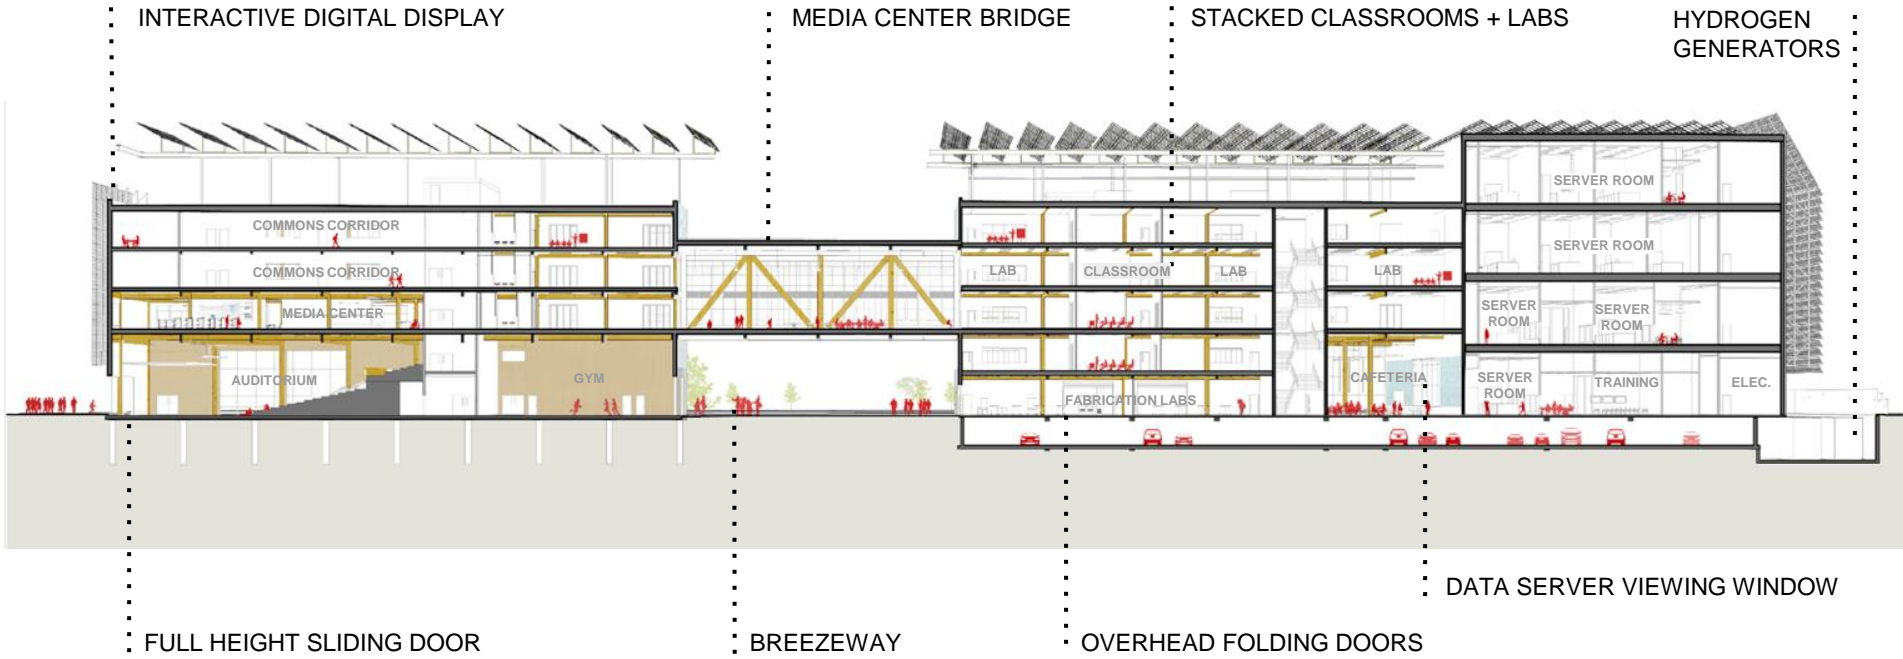 INTERACTIVE DIGITAL DISPLAY
MEDIA CENTER BRIDGE
STACKED CLASSROOMS + LABS
HYDROGEN
GENERATORS
SERVER ROOM
COMMONS CORRIDOR
SERVER ROOM
COMMONS CORRIDOR
LAB
CLASSROOM
LAB
LAB
MEDIA CENTER
SERVER
ROOM
SERVER
ROOM
AUDITORIUM
GYM
CAFETERIA
SERVER
ROOM
TRAINING
ELEC.
FABRICATION LABS
DATA SERVER VIEWING WINDOW
FULL HEIGHT SLIDING DOOR
BREEZEWAY
OVERHEAD FOLDING DOORS